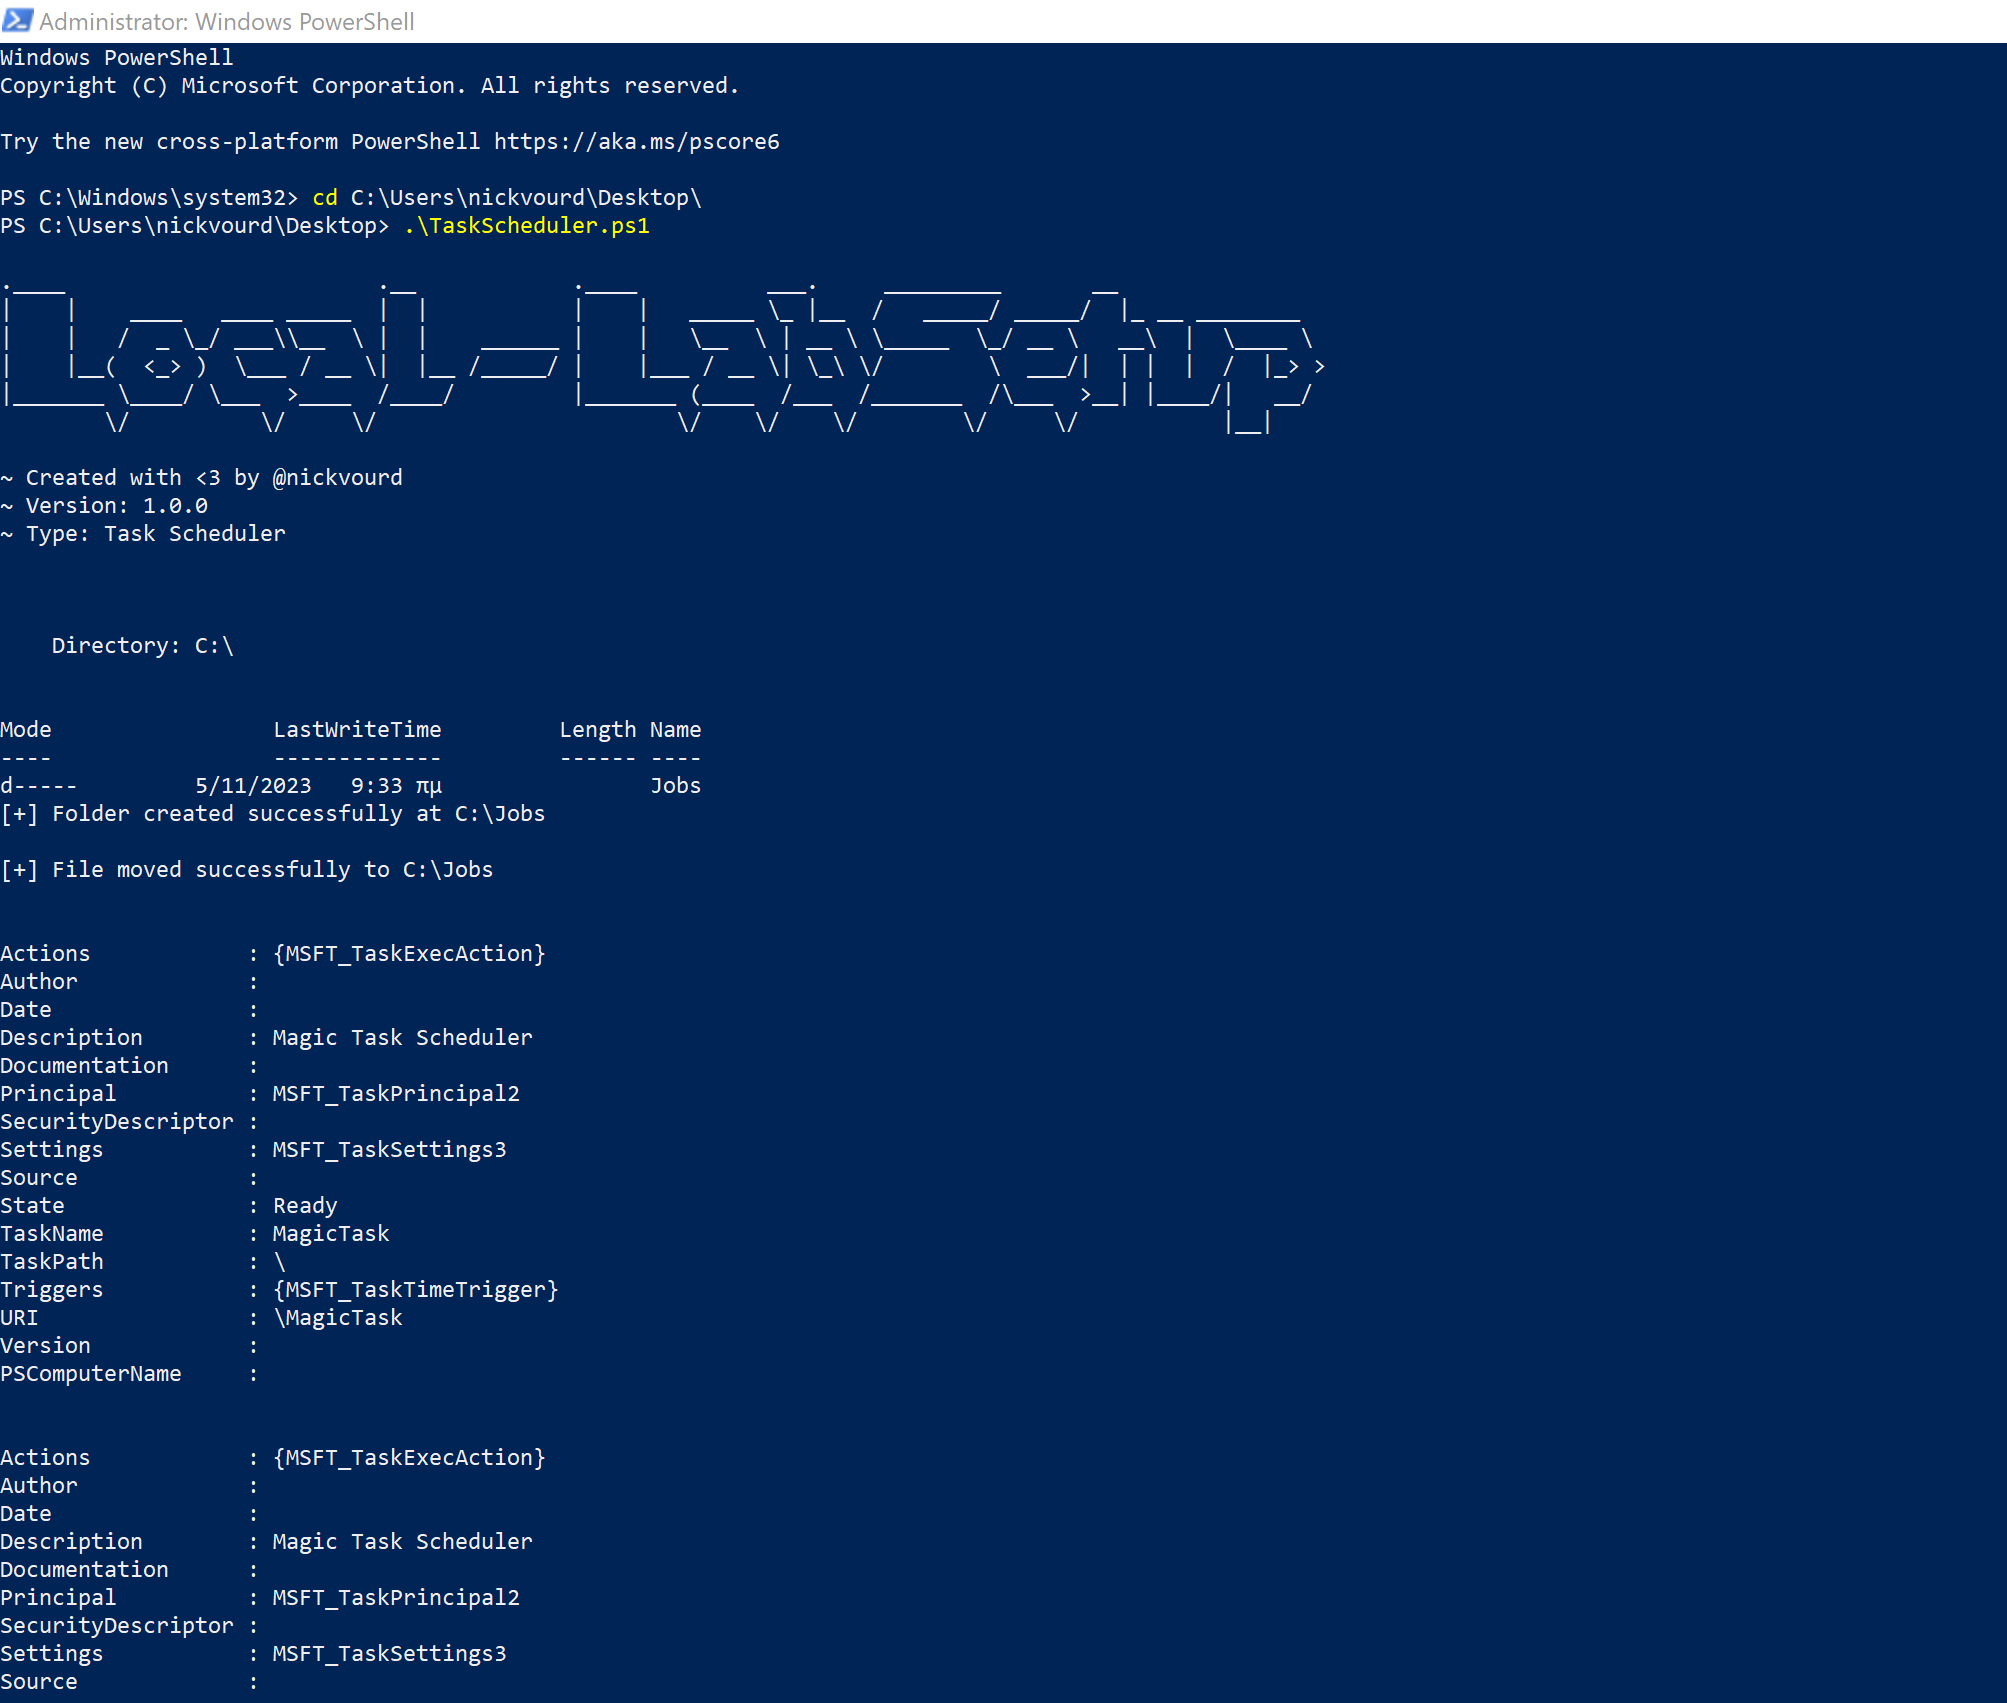 Administrator: Windows PowerShell
Windows PowerShell
Copyright (C) Microsoft Corporation. All rights reserved.
Try the new cross-platform PowerShell https://aka.ms/pscore6
PS C:\Windows\system32> cd C:\Users\nickvourd\Desktop\
PS C:\Users\nickvourd\Desktop> .\TaskScheduler.ps1
Local-LabSetup
~ Created with <3 by @nickvourd
~ Version: 1.0.0
~ Type: Task Scheduler
Directory: C:\
Mode LastWriteTime Length Name
---- ------------- ------ ----
d----- 5/11/2023 9:33 πμ Jobs
[+] Folder created successfully at C:\Jobs
[+] File moved successfully to C:\Jobs
Actions : {MSFT_TaskExecAction}
Author :
Date :
Description : Magic Task Scheduler
Documentation :
Principal : MSFT_TaskPrincipal2
SecurityDescriptor :
Settings : MSFT_TaskSettings3
Source :
State : Ready
TaskName : MagicTask
TaskPath : \
Triggers : {MSFT_TaskTimeTrigger}
URI : \MagicTask
Version :
PSComputerName :
Actions : {MSFT_TaskExecAction}
Author :
Date :
Description : Magic Task Scheduler
Documentation :
Principal : MSFT_TaskPrincipal2
SecurityDescriptor :
Settings : MSFT_TaskSettings3
Source :